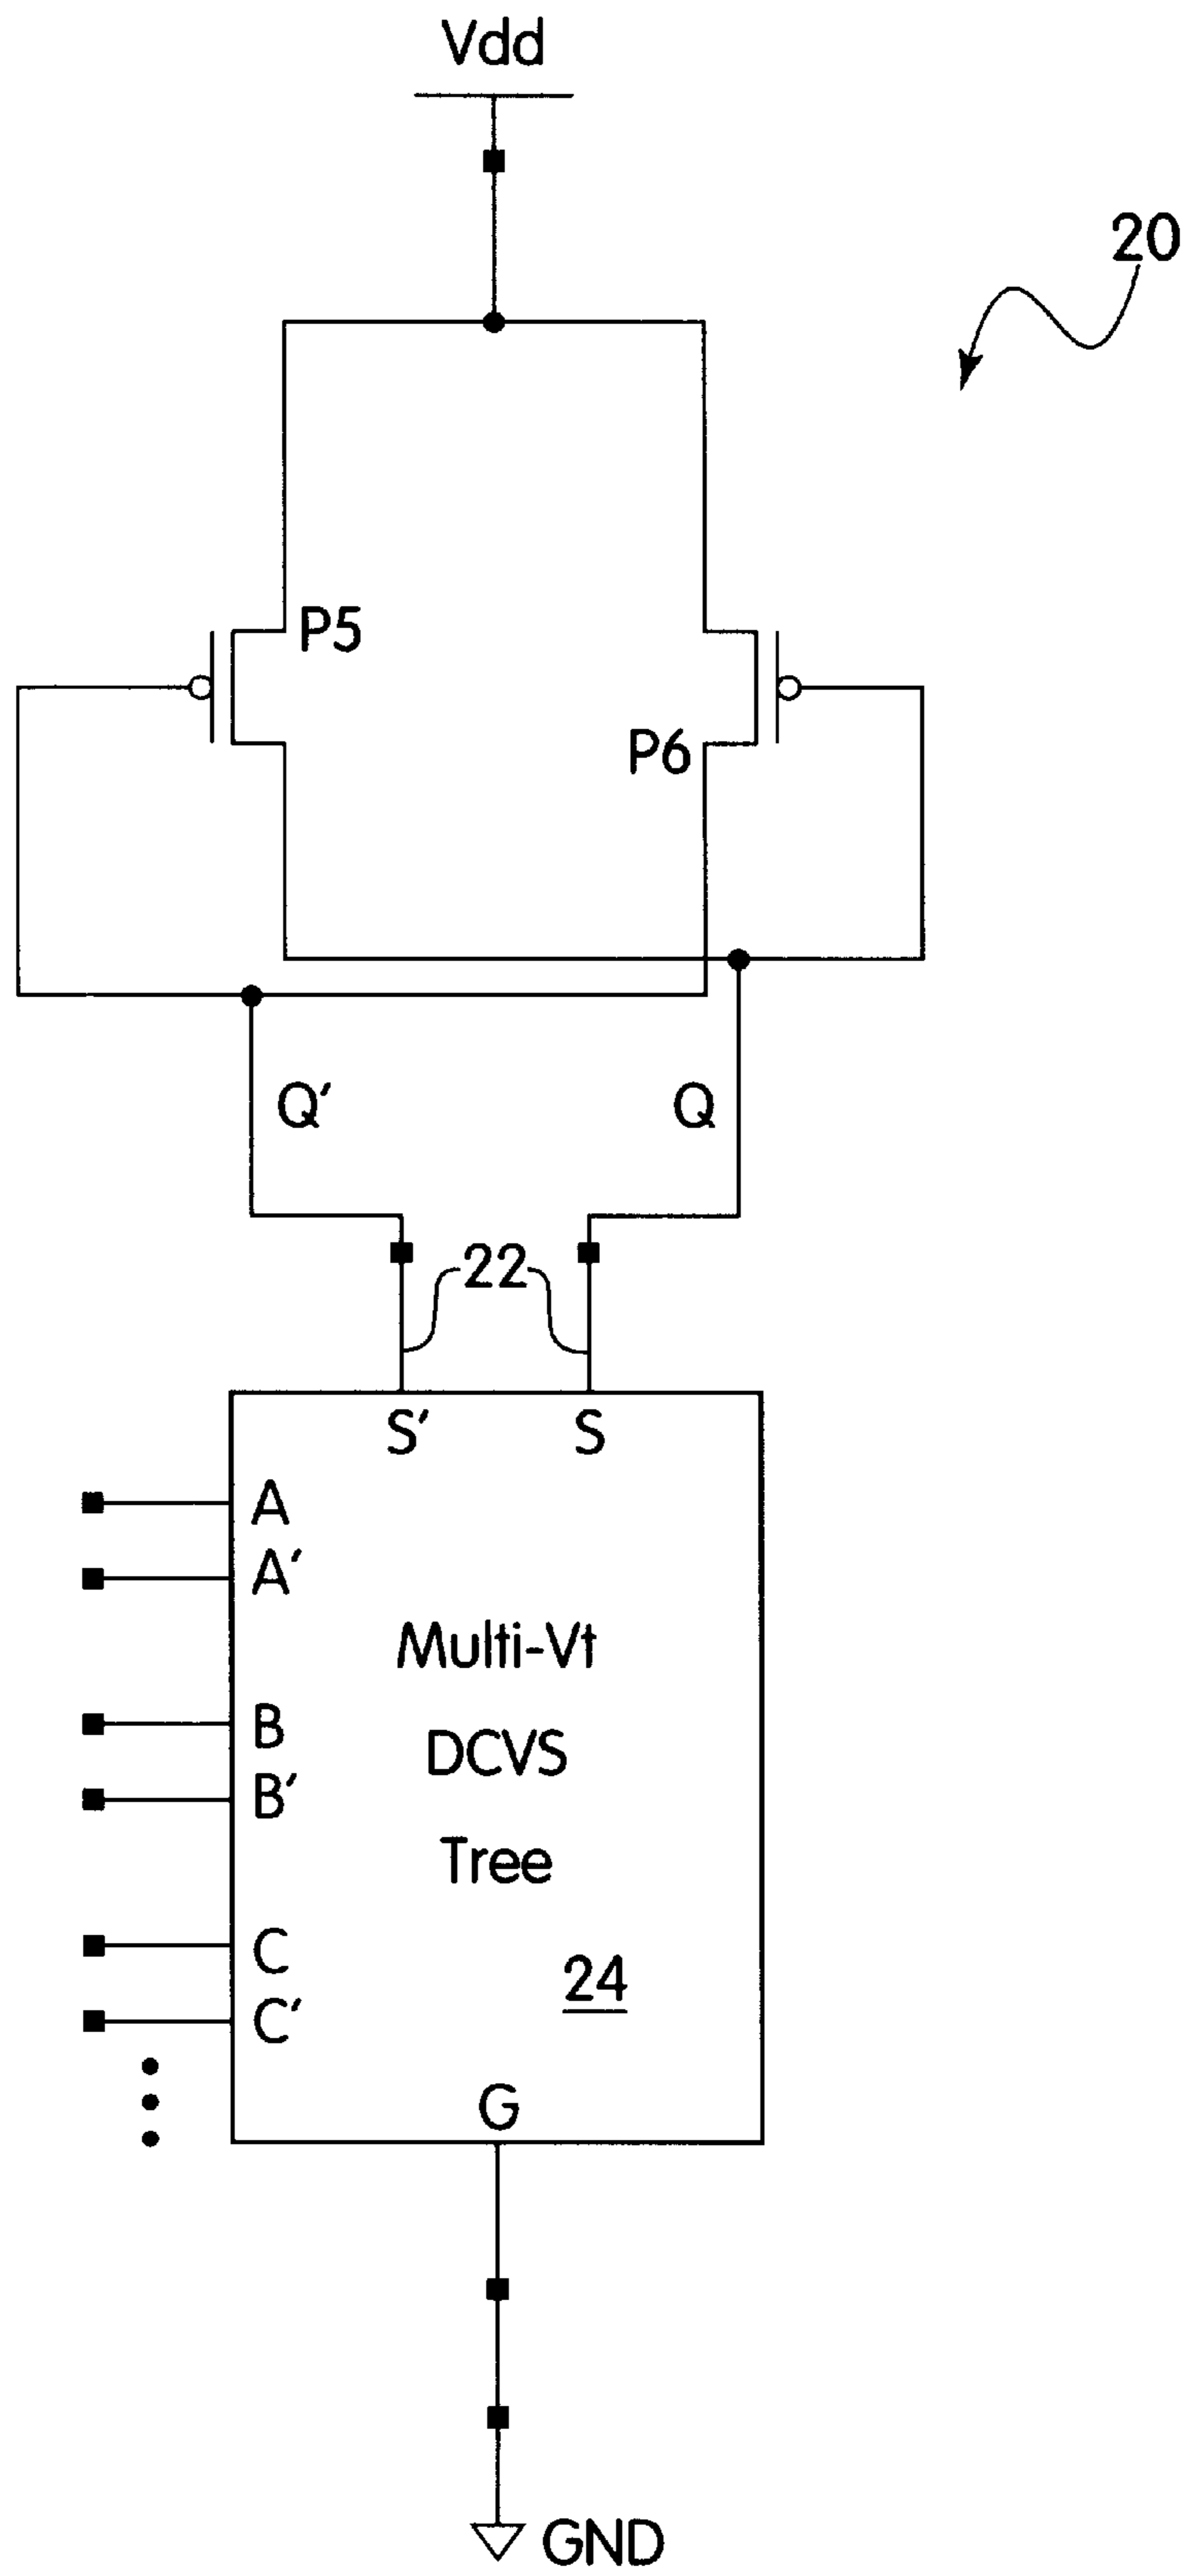 Vdd
20
P5
P6
Q'
Q
22
S'
S
A
A'
Multi-Vt
B
DCVS
B'
Tree
C
24
C'
G
GND